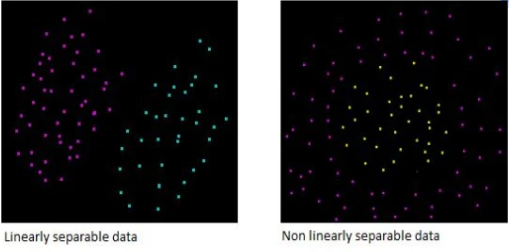 Linearly separable data
Non linearly separable data